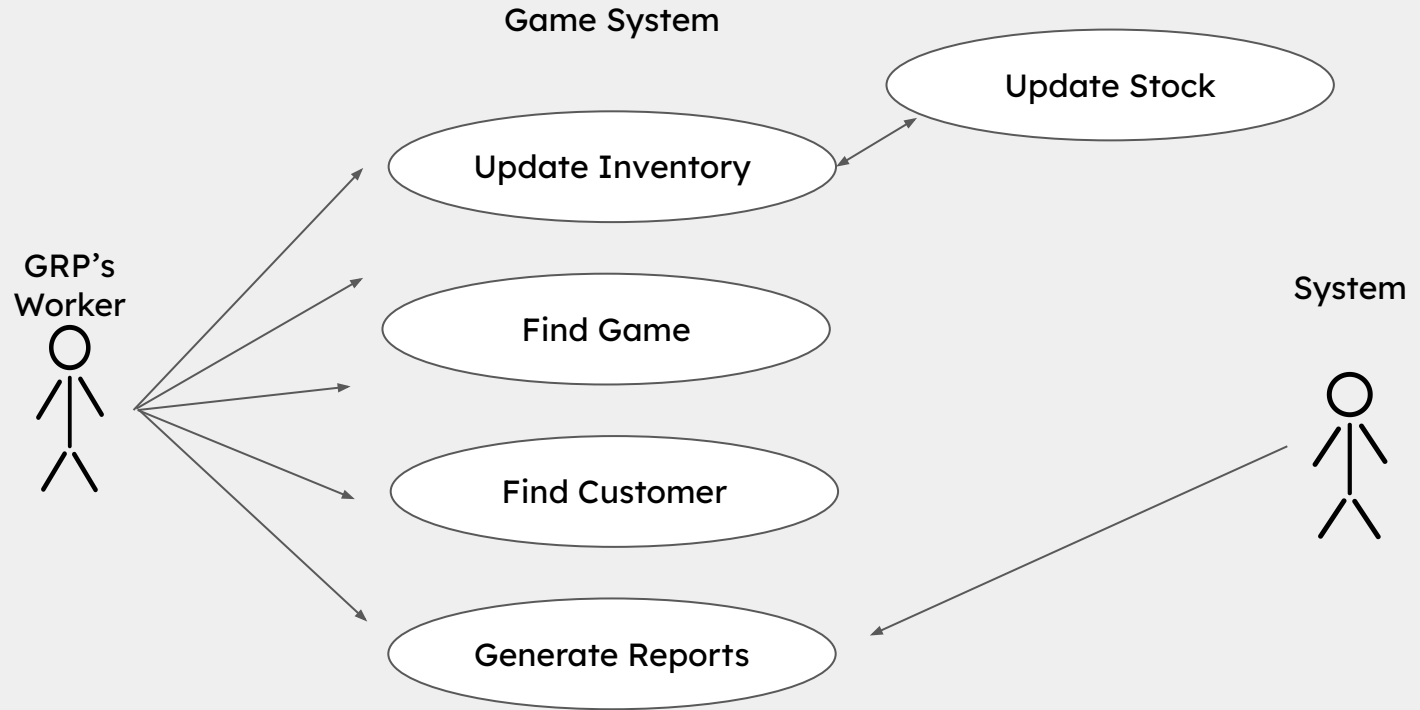 Game System
Update Stock
Update Inventory
GRP’s
Worker
Find Game
System
Find Customer
Generate Reports